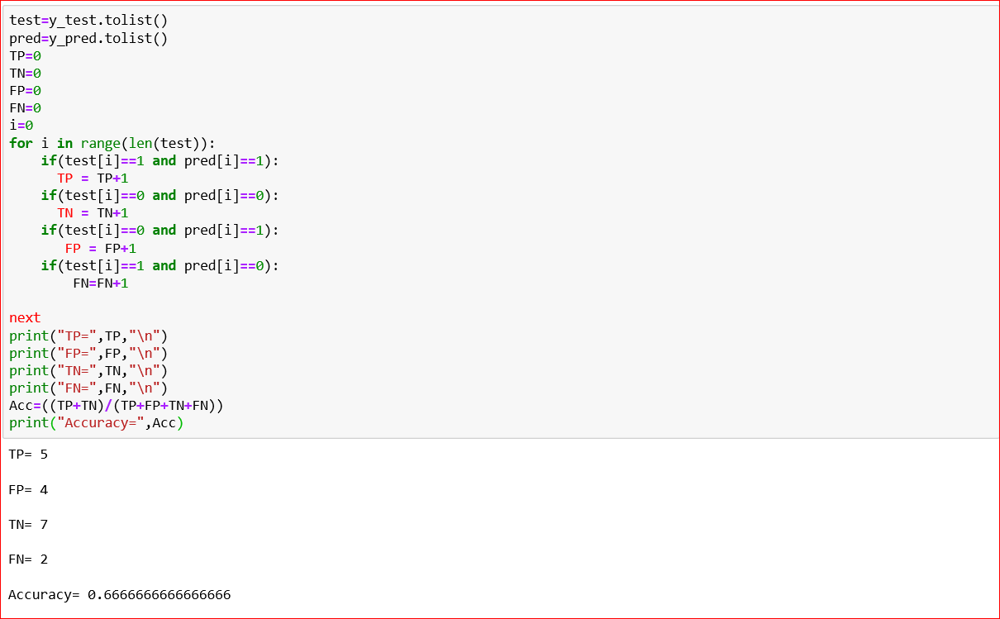 test=y_test.tolist()
pred=y_pred.tolist()
TP=0
TN=0
FP=0
FN=0
i=0
for i in range(len(test)):
    if(test[i]==1 and pred[i]==1):
      TP = TP+1
    if(test[i]==0 and pred[i]==0):
      TN = TN+1
    if(test[i]==0 and pred[i]==1):
       FP = FP+1
    if(test[i]==1 and pred[i]==0):
        FN=FN+1
next
print("TP=",TP,"\n")
print("FP=",FP,"\n")
print("TN=",TN,"\n")
print("FN=",FN,"\n")
Acc=((TP+TN)/(TP+FP+TN+FN))
print("Accuracy=",Acc)
TP= 5
FP= 4
TN= 7
FN= 2
Accuracy= 0.6666666666666666